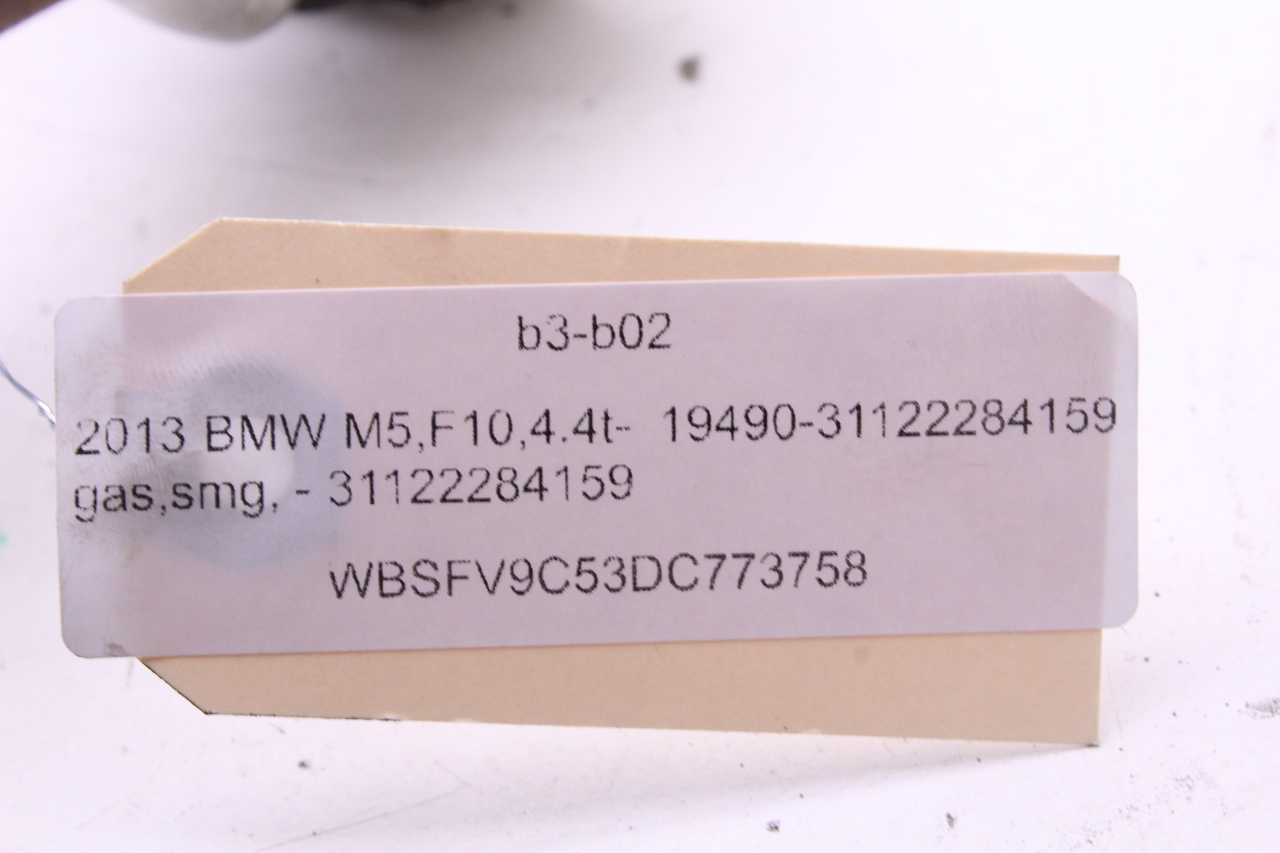 b3-b02
2013 BMW M5,F10,4.4t- 19490-31122284159
gas,smg, - 31122284159
WBSFV9C53DC773758